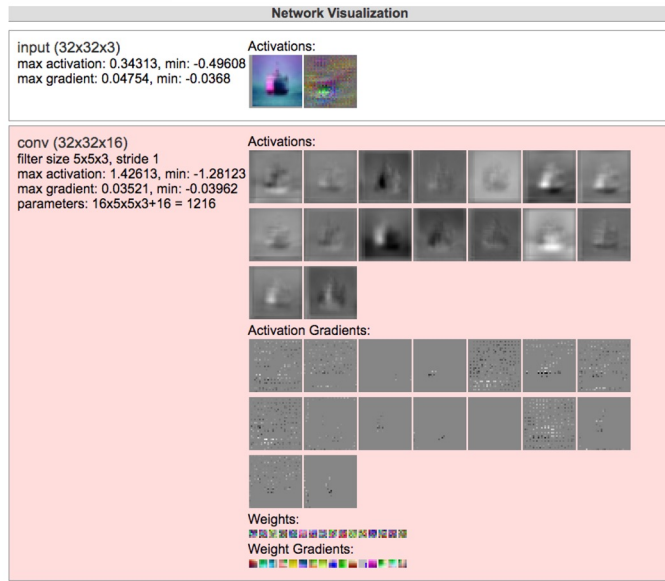 Network Visualization
input (32x32x3)
max activation: 0.34313, min: -0.49608
max gradient: 0.04754, min: -0.0368
Activations:
conv (32x32x16)
filter size 5x5x3, stride 1
max activation: 1.42613, min: -1.28123
max gradient: 0.03521, min: -0.03962
parameters: 16x5x5x3+16 = 1216
Activations:
Activation Gradients:
Weights:
Weight Gradients: